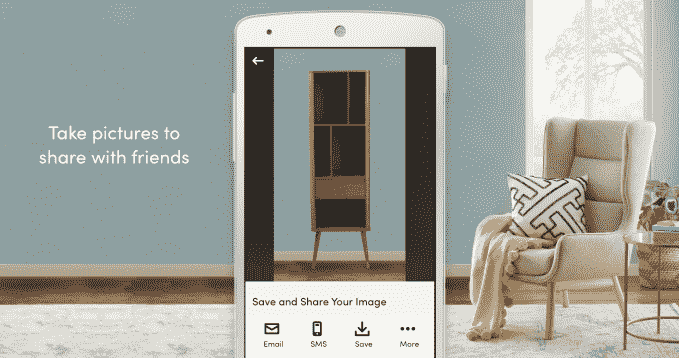 Take pictures to
share with friends
Save and Share Your Image
Email SMS Save More